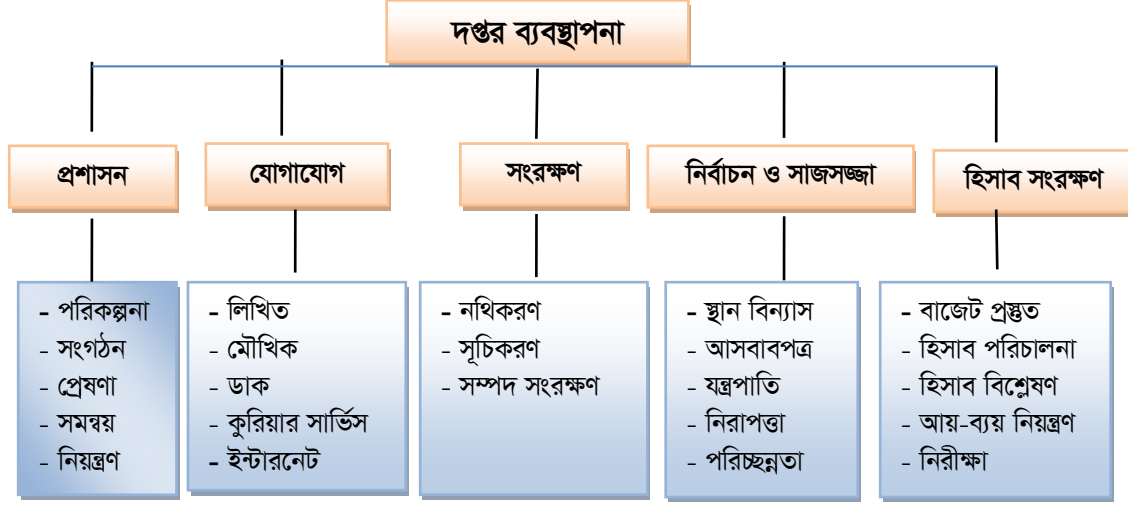 দপ্তর ব্যবস্থাপনা
প্রশাসন
যোগাযোগ
সংরক্ষণ
নির্বাচন ও সাজসজ্জা
হিসাব সংরক্ষণ
- পরিকল্পনা
- সংগঠন
- প্রেষণা
- সমন্বয়
- নিয়ন্ত্রণ
- লিখিত
- মৌখিক
- ডাক
- কুরিয়ার সার্ভিস
- ইন্টারনেট
- নথিকরণ
- সূচিকরণ
- সম্পদ সংরক্ষণ
- স্থান বিন্যাস
- আসবাবপত্র
- যন্ত্রপাতি
- নিরাপত্তা
- পরিচ্ছন্নতা
- বাজেট প্রস্তুত
- হিসাব পরিচালনা
- হিসাব বিশ্লেষণ
- আয়-ব্যয় নিয়ন্ত্রণ
- নিরীক্ষা